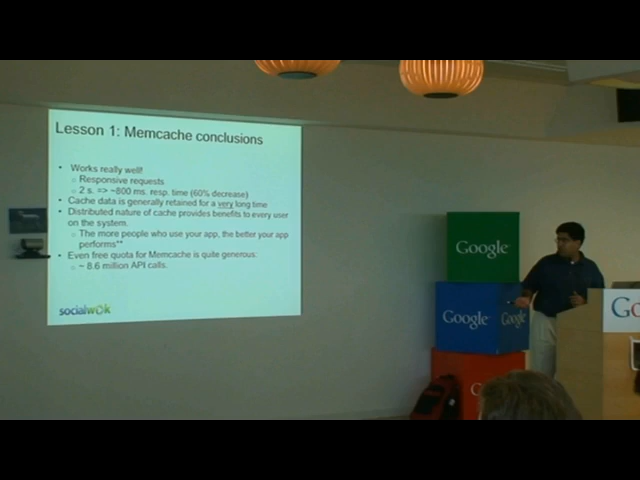 Lesson 1: Memcache conclusions
• Works really well!
o Responsive requests
o 2 s. => ~800 ms. resp. time (60% decrease)
• Cache data is generally retained for a very long time
• Distributed nature of cache provides benefits to every user
on the system.
o The more people who use your app, the better your app
performs**
• Even free quota for Memcache is quite generous:
o ~ 8.6 million API calls.
socialwok
Google
Google
Google
Go